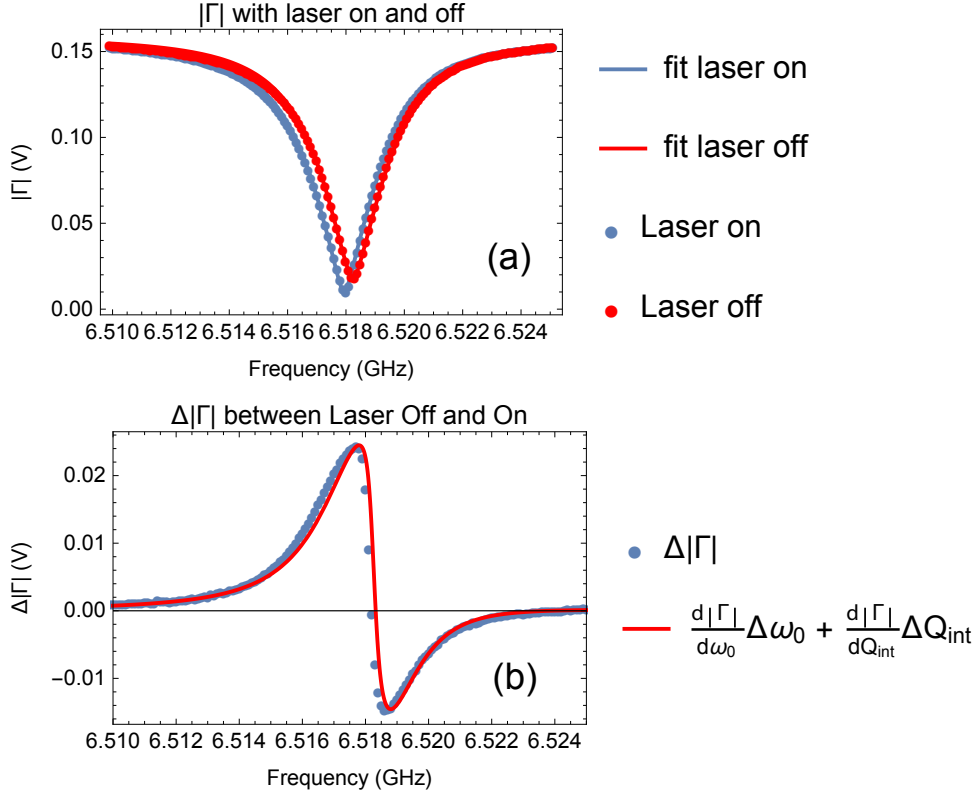 |Γ| with laser on and off
0.15
0.10
0.05
0.00
|Γ| (V)
6.510 6.512 6.514 6.516 6.518 6.520 6.522 6.524
Frequency (GHz)
(a)
fit laser on
fit laser off
Laser on
Laser off
Δ|Γ| between Laser Off and On
0.02
0.01
0.00
−0.01
Δ|Γ| (V)
6.510 6.512 6.514 6.516 6.518 6.520 6.522 6.524
Frequency (GHz)
(b)
Δ|Γ|
d|Γ|/dω₀ Δω₀ + d|Γ|/dQ_int ΔQ_int